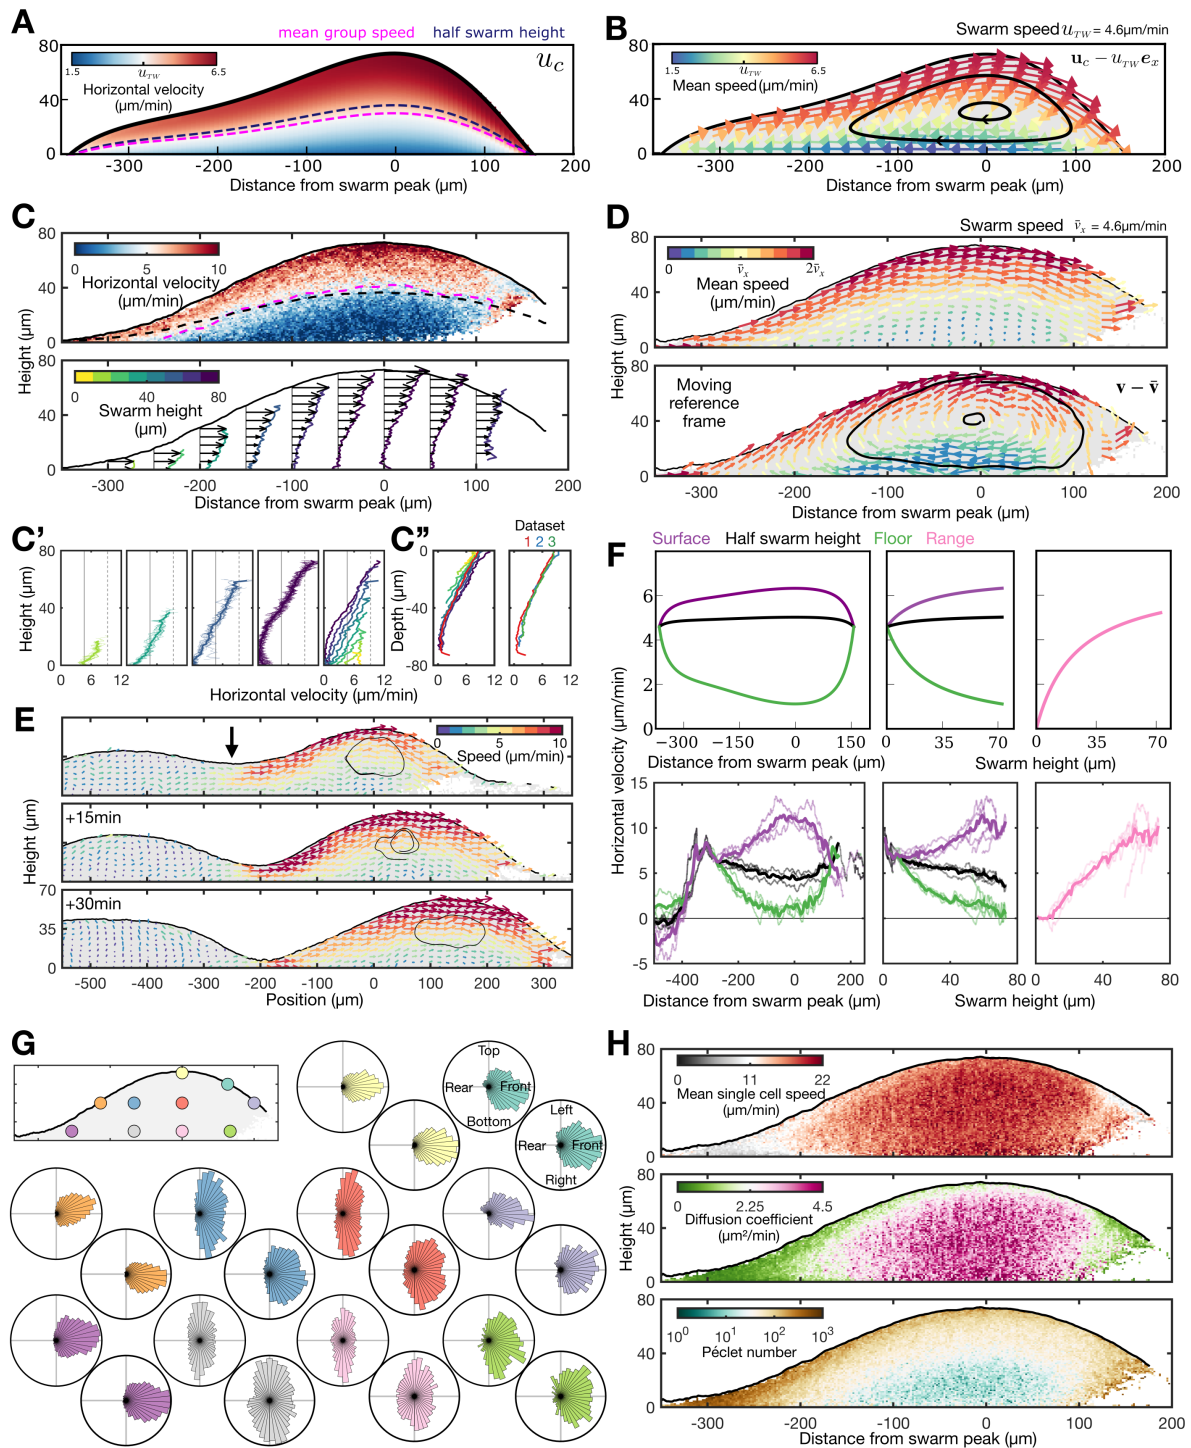 A
mean group speed half swarm height
80
40
0
1.5 u_TW 6.5
Horizontal velocity
(µm/min)
u_c
-300 -200 -100 0 100 200
Distance from swarm peak (µm)
B
Swarm speed u_TW = 4.6µm/min
80
40
0
1.5 u_TW 6.5
Mean speed (µm/min)
u_c − u_TW e_x
-300 -200 -100 0 100 200
Distance from swarm peak (µm)
C
80
40
0
0 5 10
Horizontal velocity
(µm/min)
Height (µm)
80
40
0
0 40 80
Swarm height
(µm)
-300 -200 -100 0 100 200
Distance from swarm peak (µm)
D
Swarm speed ṽ_x = 4.6µm/min
80
40
0
0 ṽ_x 2ṽ_x
Mean speed
(µm/min)
Height (µm)
80
40
0
Moving
reference
frame
v − ṽ
-300 -200 -100 0 100 200
Distance from swarm peak (µm)
C'
80
40
0
Height (µm)
0 6 12
6 12
6 12
6 12
0 6 12
Horizontal velocity (µm/min)
C"
Dataset
1 2 3
0
-40
-80
Depth (µm)
0 6 12
0 6 12
E
0 5 10
Speed (µm/min)
+15min
Height (µm)
+30min
70
35
0
-500 -400 -300 -200 -100 0 100 200 300
Position (µm)
F
Surface Half swarm height Floor Range
6
4
2
0
−300 −150 0 150
Distance from swarm peak (µm)
0 35 70
0 35 70
Swarm height (µm)
Horizontal velocity (µm/min)
15
10
5
0
-5
-400 -200 0 200
Distance from swarm peak (µm)
0 40 80
0 40 80
Swarm height (µm)
G
Top
Rear Front
Bottom
Left
Rear Front
Right
H
80
40
0
0 11 22
Mean single cell speed
(µm/min)
80
40
0
0 2.25 4.5
Diffusion coefficient
(µm²/min)
Height (µm)
80
40
0
10⁰ 10¹ 10² 10³
Péclet number
-300 -200 -100 0 100 200
Distance from swarm peak (µm)